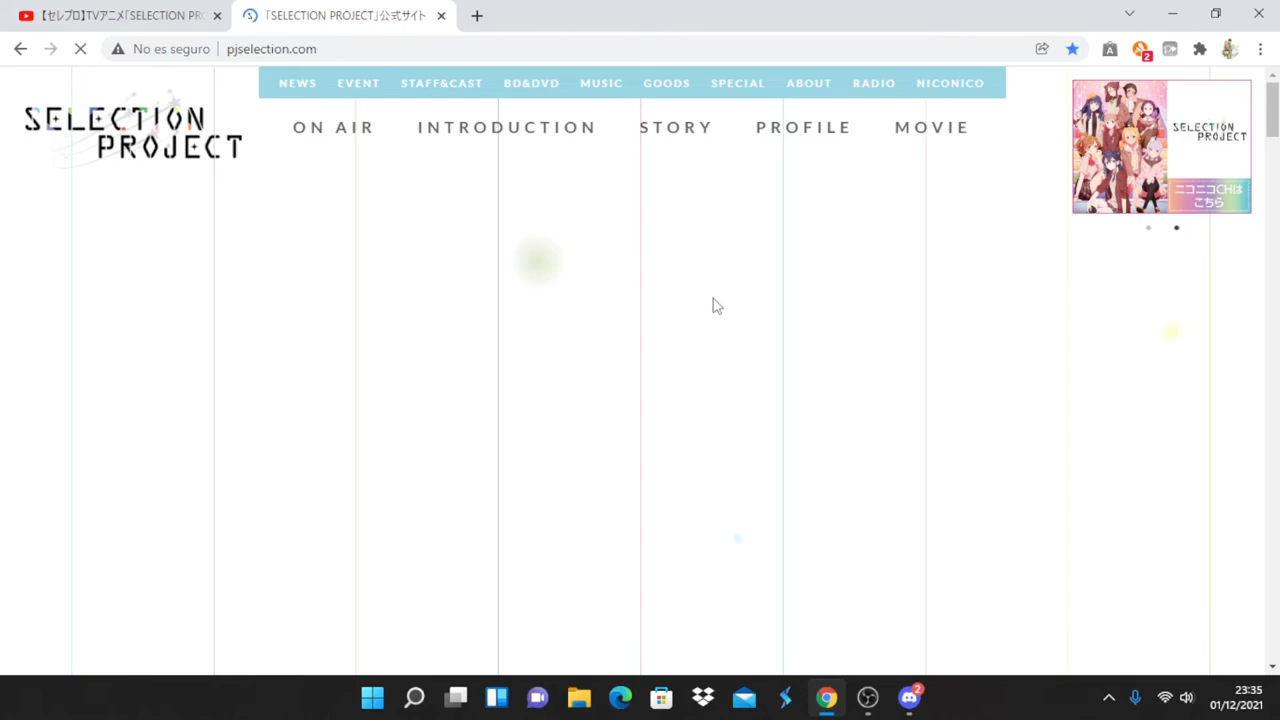 【セレプロ】TVアニメ「SELECTION PRO
「SELECTION PROJECT」公式サイト
No es seguro
pjselection.com
2
NEWS EVENT STAFF&CAST BD&DVD MUSIC GOODS SPECIAL ABOUT RADIO NICONICO
SELECTION
PROJECT
ON AIR INTRODUCTION STORY PROFILE MOVIE
SELECTION
PROJECT
ニコニコCHは
こちら
2
23:35
01/12/2021